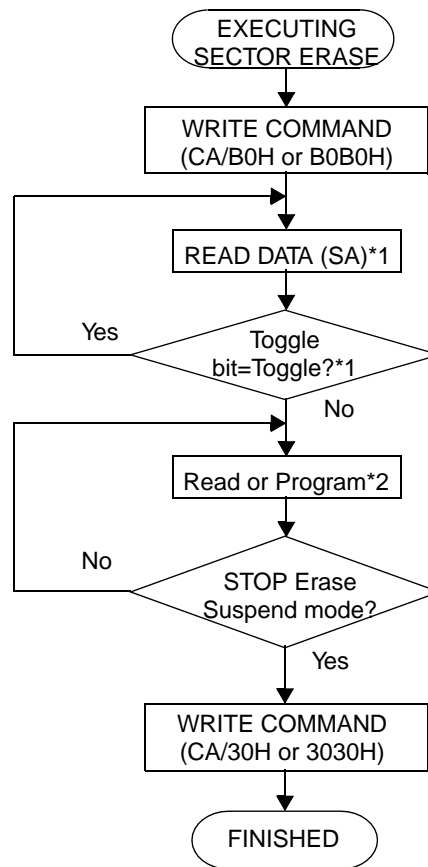 EXECUTING
SECTOR ERASE
WRITE COMMAND
(CA/B0H or B0B0H)
READ DATA (SA)*1
Yes
Toggle
bit=Toggle?*1
No
Read or Program*2
No
STOP Erase
Suspend mode?
Yes
WRITE COMMAND
(CA/30H or 3030H)
FINISHED